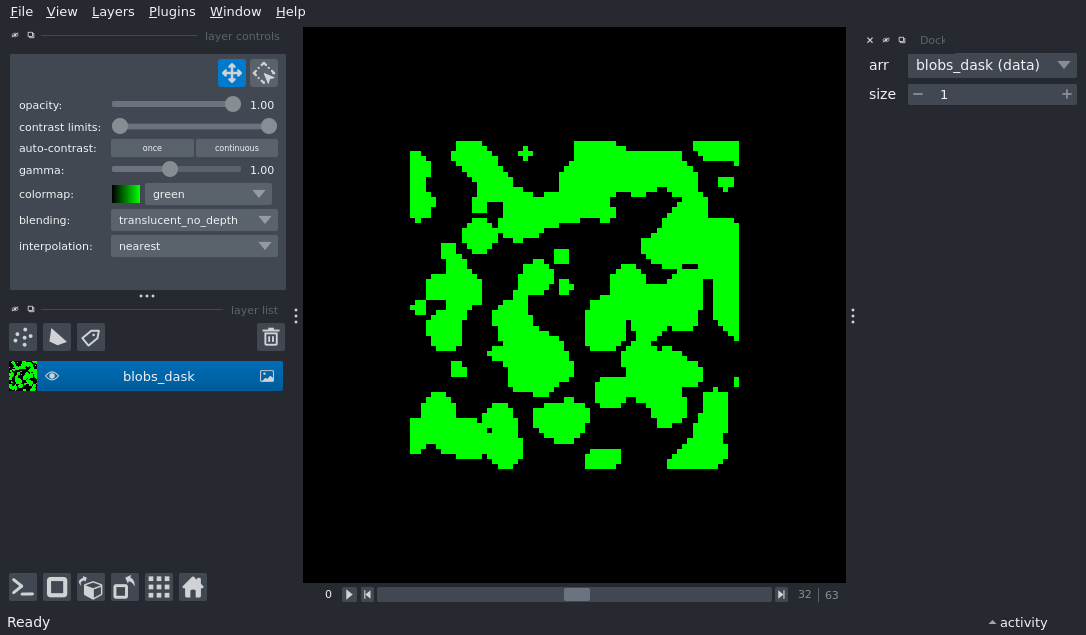 File View Layers Plugins Window Help
layer controls
opacity: 1.00
contrast limits:
auto-contrast: once continuous
gamma: 1.00
colormap: green
blending: translucent_no_depth
interpolation: nearest
layer list
blobs_dask
Dock
arr blobs_dask (data)
size 1
0 32 63
Ready
activity